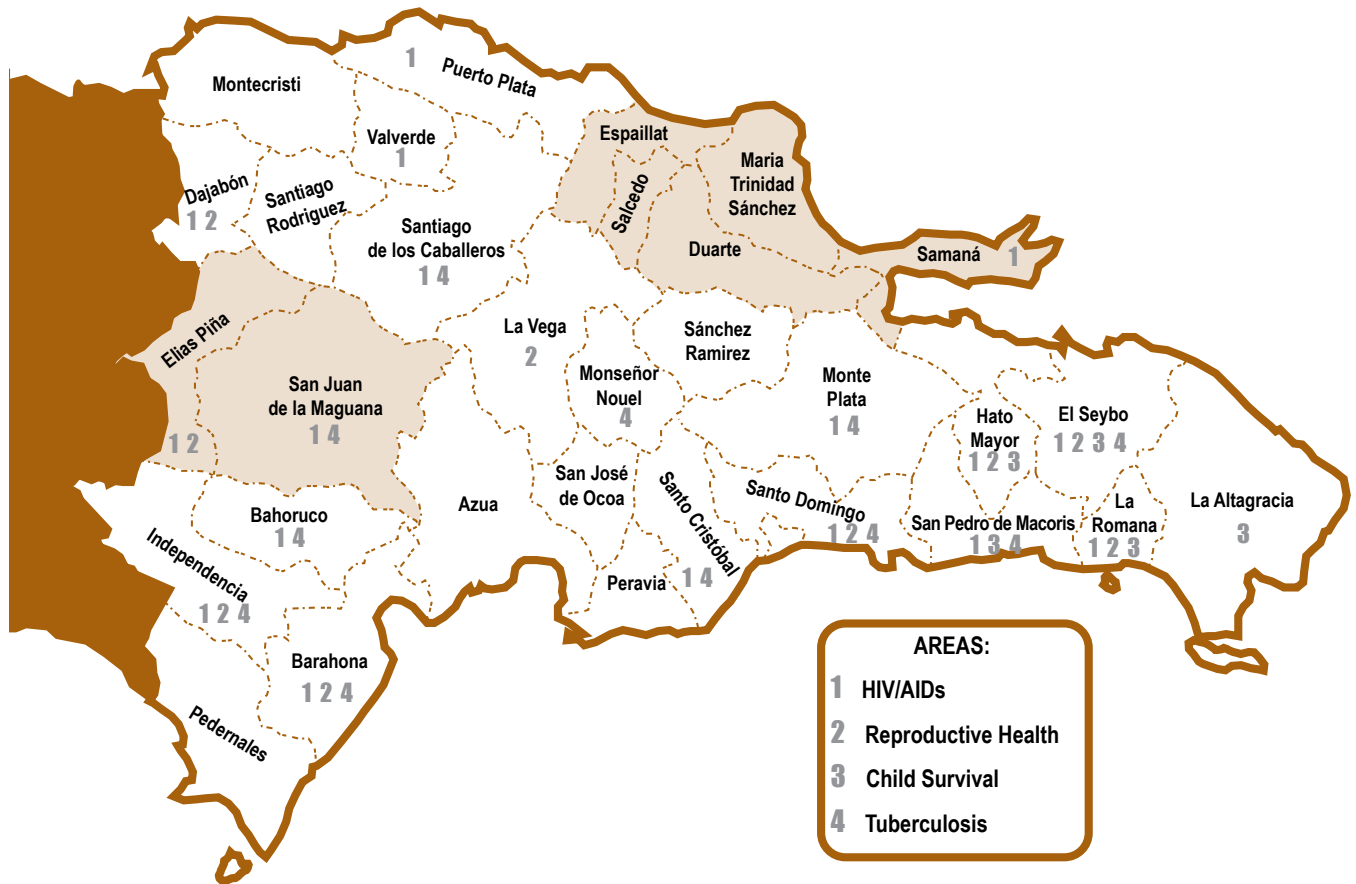 1
Puerto Plata
Montecristi
Valverde
1
Espaillat
Maria
Trinidad
Sánchez
Salcedo
Dajabón
1 2
Santiago
Rodriguez
Santiago
de los Caballeros
1 4
Duarte
Samaná 1
Elias Piña
1 2
San Juan
de la Maguana
1 4
La Vega
2
Sánchez
Ramirez
Monseñor
Nouel
4
Monte
Plata
1 4
Hato
Mayor
1 2 3
El Seybo
1 2 3 4
La Altagracia
3
La
Romana
1 2 3
San Pedro de Macoris
1 3 4
Santo Domingo
1 2 4
Santo Cristóbal
1 4
San José
de Ocoa
Peravia
Azua
Bahoruco
1 4
Independencia
1 2 4
Barahona
1 2 4
Pedernales
AREAS:
1 HIV/AIDs
2 Reproductive Health
3 Child Survival
4 Tuberculosis